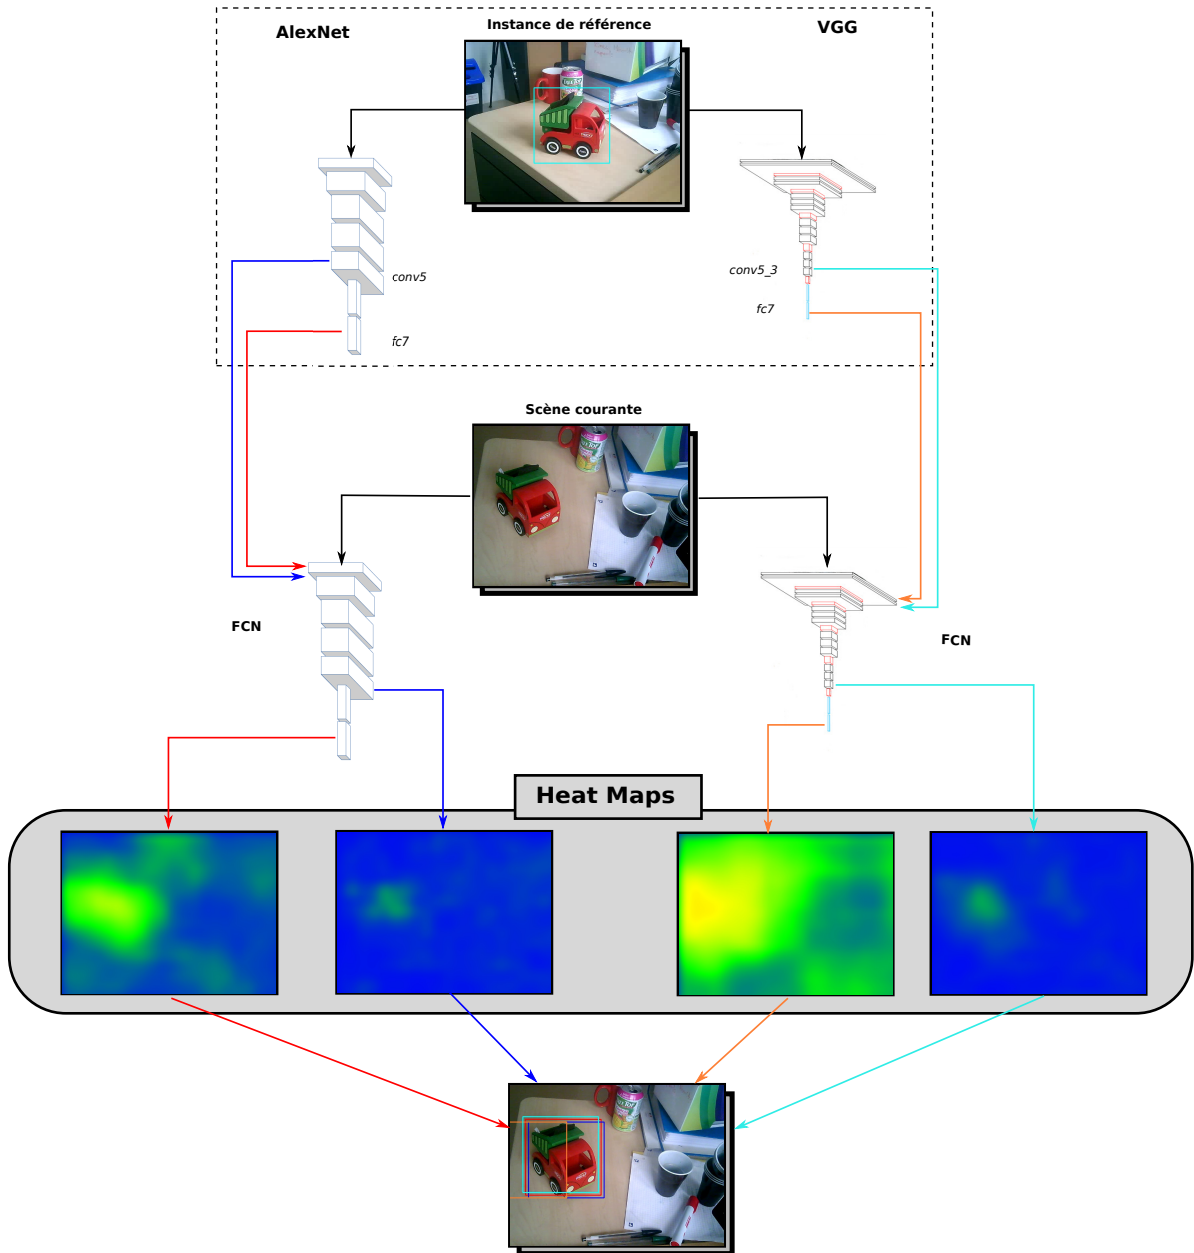 Instance de référence
AlexNet
VGG
conv5
conv5_3
fc7
fc7
Scène courante
FCN
FCN
Heat Maps